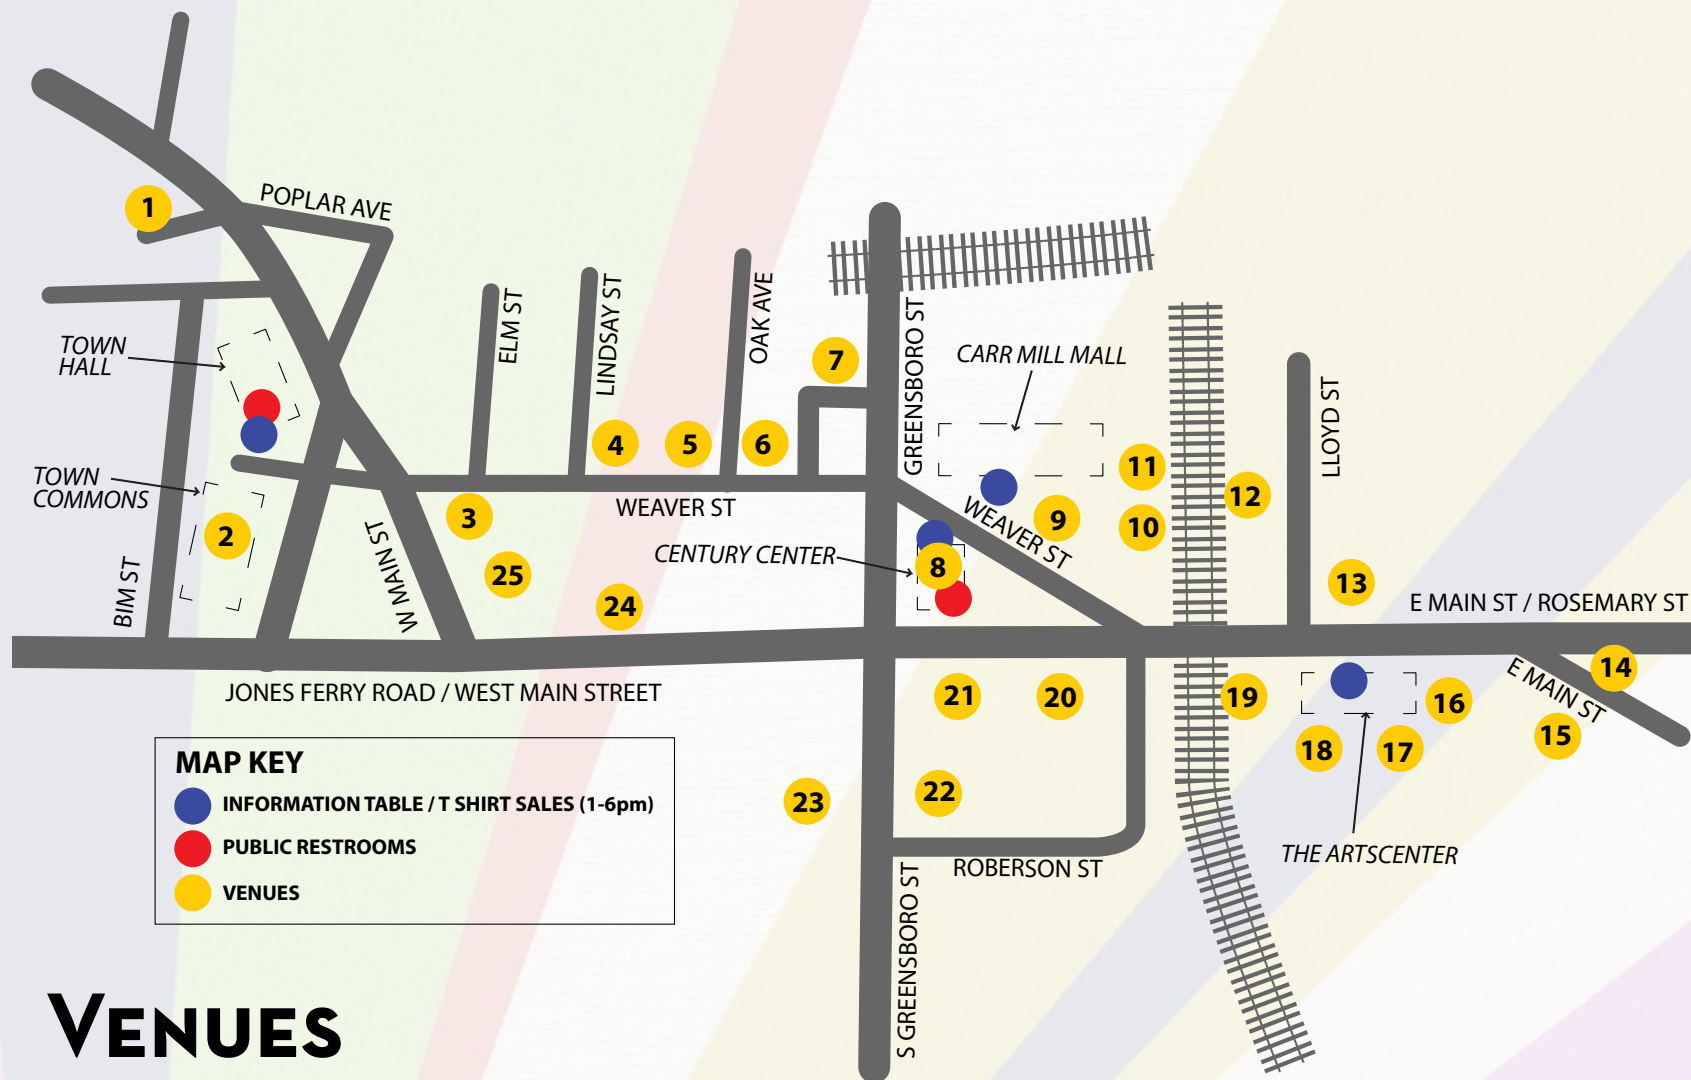 1
POPLAR AVE
TOWN
HALL
ELM ST
LINDSAY ST
OAK AVE
7
GREENSBORO ST
CARR MILL MALL
LLOYD ST
4
5
6
11
TOWN
COMMONS
12
3
WEAVER ST
2
W MAIN ST
9
10
WEAVER ST
CENTURY CENTER
8
25
13
BIM ST
24
E MAIN ST / ROSEMARY ST
14
E MAIN ST
JONES FERRY ROAD / WEST MAIN STREET
21
20
19
16
15
18
17
MAP KEY
INFORMATION TABLE / T SHIRT SALES (1-6pm)
PUBLIC RESTROOMS
VENUES
23
22
THE ARTSCENTER
ROBERSON ST
S GREENSBORO ST
VENUES